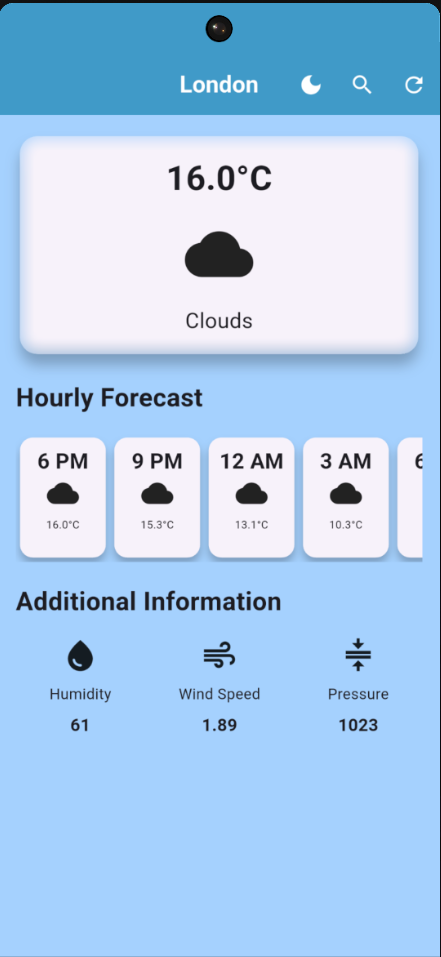 London
16.0°C
Clouds
Hourly Forecast
6 PM 9 PM 12 AM 3 AM
16.0°C 15.3°C 13.1°C 10.3°C
Additional Information
Humidity Wind Speed Pressure
61 1.89 1023